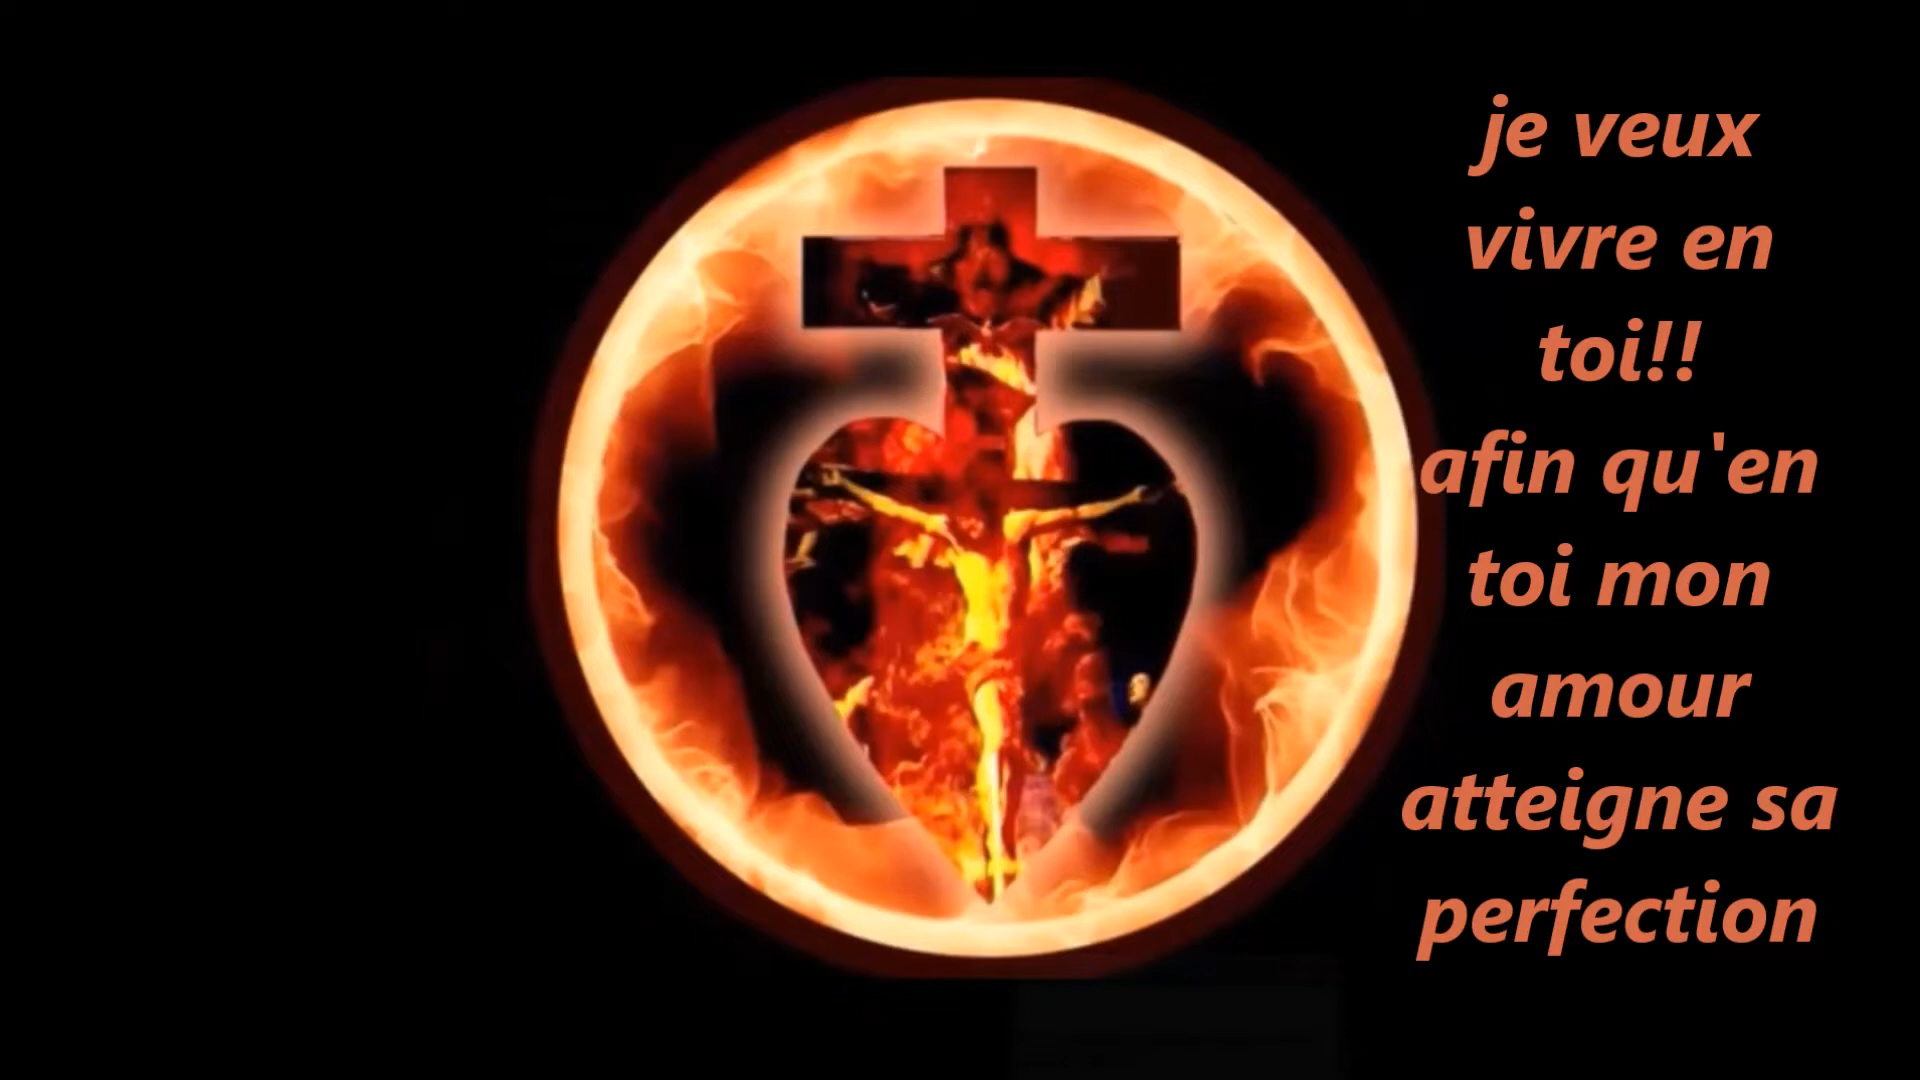 je veux
vivre en
toi!!
afin qu'en
toi mon
amour
atteigne sa
perfection